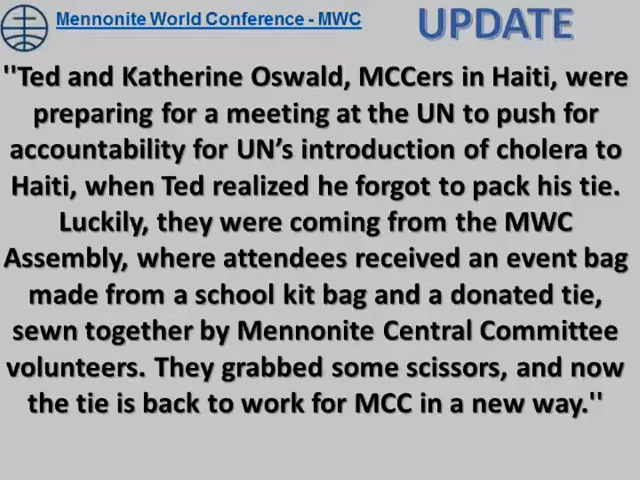 Mennonite World Conference - MWC
UPDATE
''Ted and Katherine Oswald, MCCers in Haiti, were
preparing for a meeting at the UN to push for
accountability for UN’s introduction of cholera to
Haiti, when Ted realized he forgot to pack his tie.
Luckily, they were coming from the MWC
Assembly, where attendees received an event bag
made from a school kit bag and a donated tie,
sewn together by Mennonite Central Committee
volunteers. They grabbed some scissors, and now
the tie is back to work for MCC in a new way.''